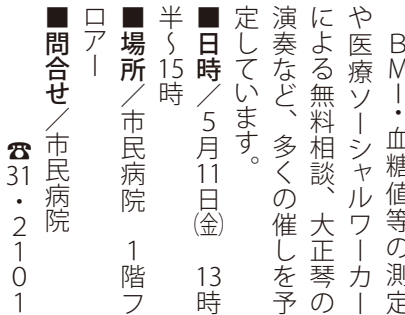 BMI・血糖値等の測定
や医療ソーシャルワーカー
による無料相談、大正琴の
演奏など、多くの催しを予
定しています。
■日時／5月11日㈮　13時
半〜15時
■場所／市民病院　1階フ
ロアー
■問合せ／市民病院
☎31・2101